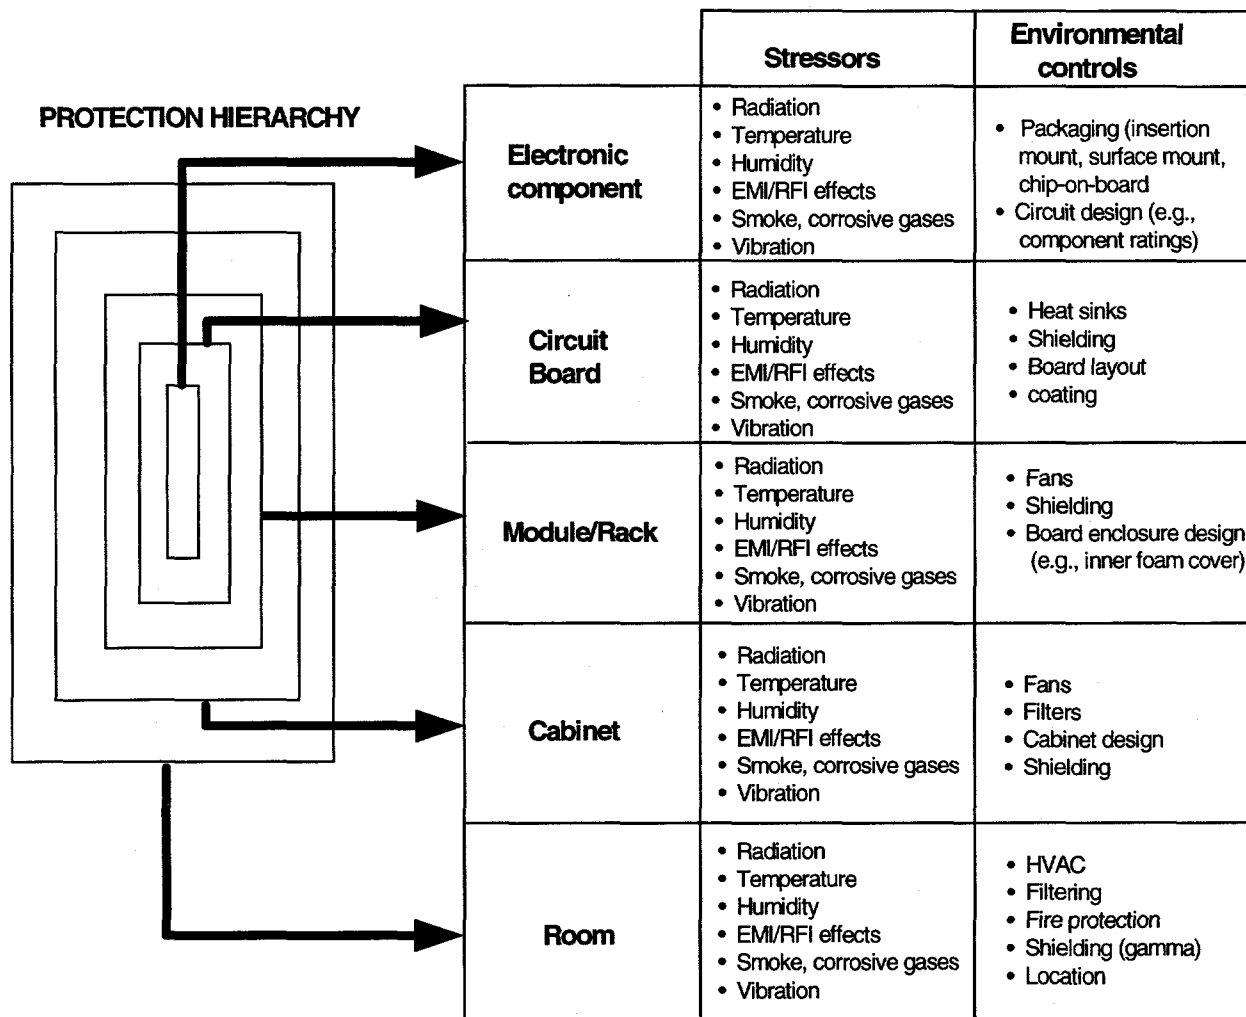 PROTECTION HIERARCHY
Stressors
Environmental
controls
Electronic
component
• Radiation
• Temperature
• Humidity
• EMI/RFI effects
• Smoke, corrosive gases
• Vibration
• Packaging (insertion
mount, surface mount,
chip-on-board
• Circuit design (e.g.,
component ratings)
Circuit
Board
• Radiation
• Temperature
• Humidity
• EMI/RFI effects
• Smoke, corrosive gases
• Vibration
• Heat sinks
• Shielding
• Board layout
• coating
Module/Rack
• Radiation
• Temperature
• Humidity
• EMI/RFI effects
• Smoke, corrosive gases
• Vibration
• Fans
• Shielding
• Board enclosure design
(e.g., inner foam cover)
Cabinet
• Radiation
• Temperature
• Humidity
• EMI/RFI effects
• Smoke, corrosive gases
• Vibration
• Fans
• Filters
• Cabinet design
• Shielding
Room
• Radiation
• Temperature
• Humidity
• EMI/RFI effects
• Smoke, corrosive gases
• Vibration
• HVAC
• Filtering
• Fire protection
• Shielding (gamma)
• Location